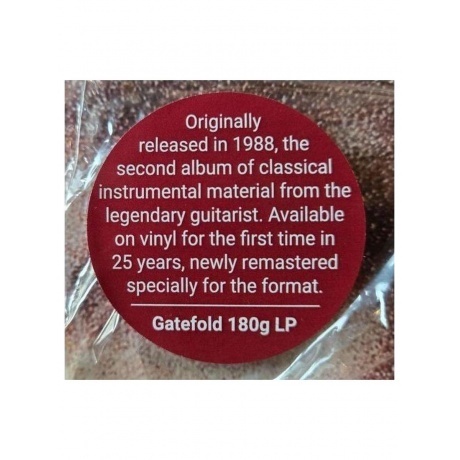 Originally
released in 1988, the
second album of classical
instrumental material from the
legendary guitarist. Available
on vinyl for the first time in
25 years, newly remastered
specially for the format.
Gatefold 180g LP